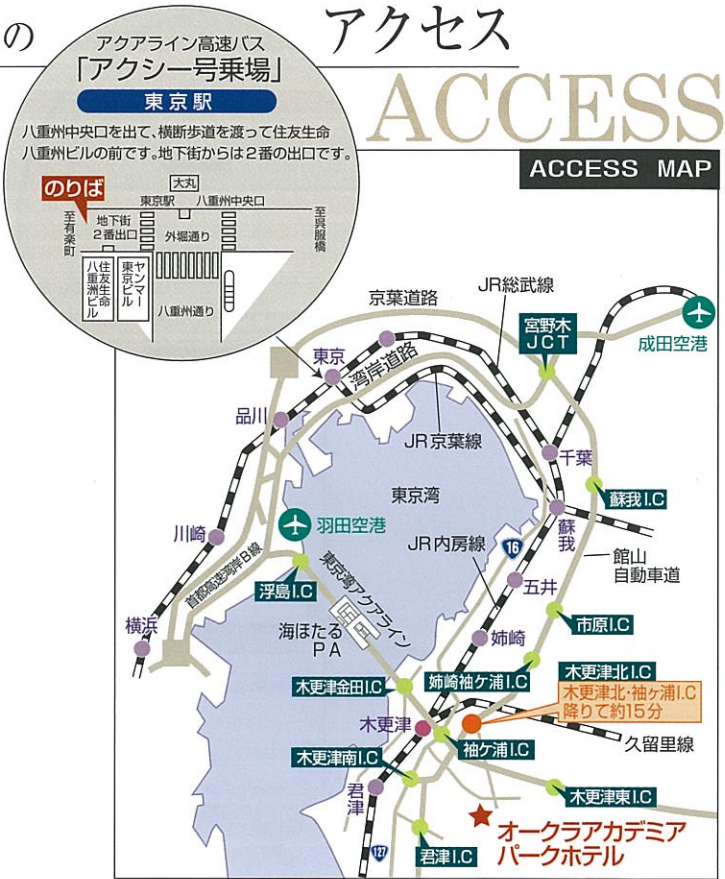 の
アクセス
ACCESS
ACCESS MAP
アクアライン高速バス
「アクシー号乗場」
東京駅
八重州中央口を出て、横断歩道を渡って住友生命
八重州ビルの前です。地下街からは2番の出口です。
のりば
大丸
東京駅
八重州中央口
至有楽町
地下街
2番出口
外堀通り
至呉服橋
住友生命
八重洲ビル
ヤンマー
東京ビル
八重州通り
京葉道路
JR総武線
宮野木
JCT
成田空港
東京
湾岸道路
品川
JR京葉線
千葉
東京湾
蘇我I.C
羽田空港
川崎
JR内房線
16
蘇我
館山
自動車道
首都高速湾岸B線
浮島I.C
東京湾アクアライン
五井
市原I.C
横浜
海ほたる
PA
姉崎
木更津金田I.C
姉崎袖ケ浦I.C
木更津北I.C
木更津北・袖ヶ浦I.C
降りて約15分
木更津
袖ケ浦I.C
久留里線
木更津南I.C
君津
木更津東I.C
オークラアカデミア
パークホテル
127
君津I.C